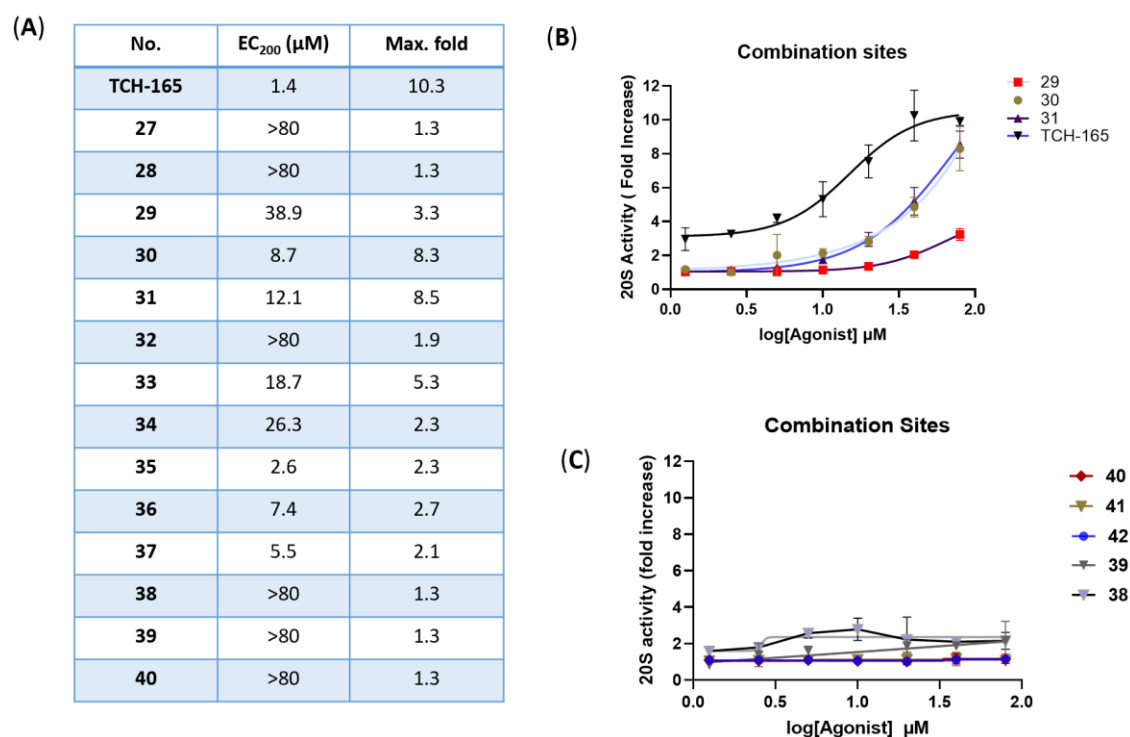 (A)
No. EC₂₀₀ (μM) Max. fold
TCH-165 1.4 10.3
27 >80 1.3
28 >80 1.3
29 38.9 3.3
30 8.7 8.3
31 12.1 8.5
32 >80 1.9
33 18.7 5.3
34 26.3 2.3
35 2.6 2.3
36 7.4 2.7
37 5.5 2.1
38 >80 1.3
39 >80 1.3
40 >80 1.3
(B)
Combination sites
20S Activity ( Fold Increase)
12
10
8
6
4
2
0
0.0 0.5 1.0 1.5 2.0
log[Agonist] μM
29
30
31
TCH-165
(C)
Combination Sites
20S activity (fold increase)
12
10
8
6
4
2
0
0.0 0.5 1.0 1.5 2.0
log[Agonist] μM
40
41
42
39
38